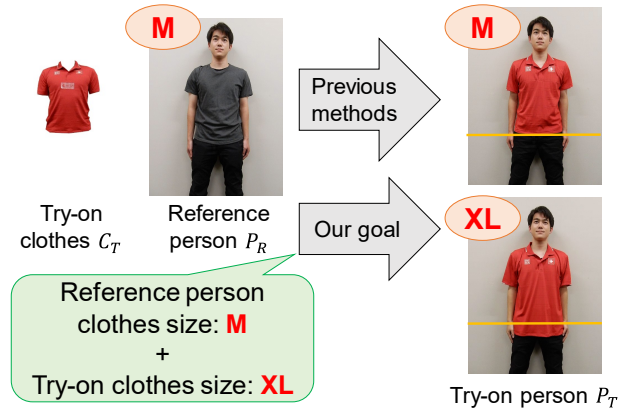 M
M
Previous
methods
Try-on
clothes C_T
Reference
person P_R
Our goal
XL
Reference person
clothes size: M
+
Try-on clothes size: XL
Try-on person P_T